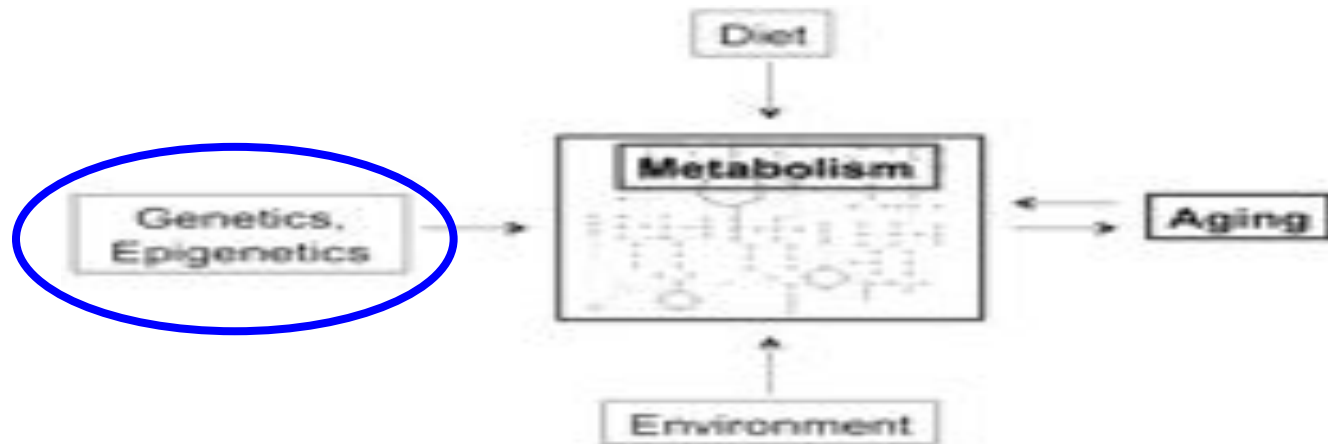 Diet
Metabolism
Genetics,
Epigenetics
Aging
Environment